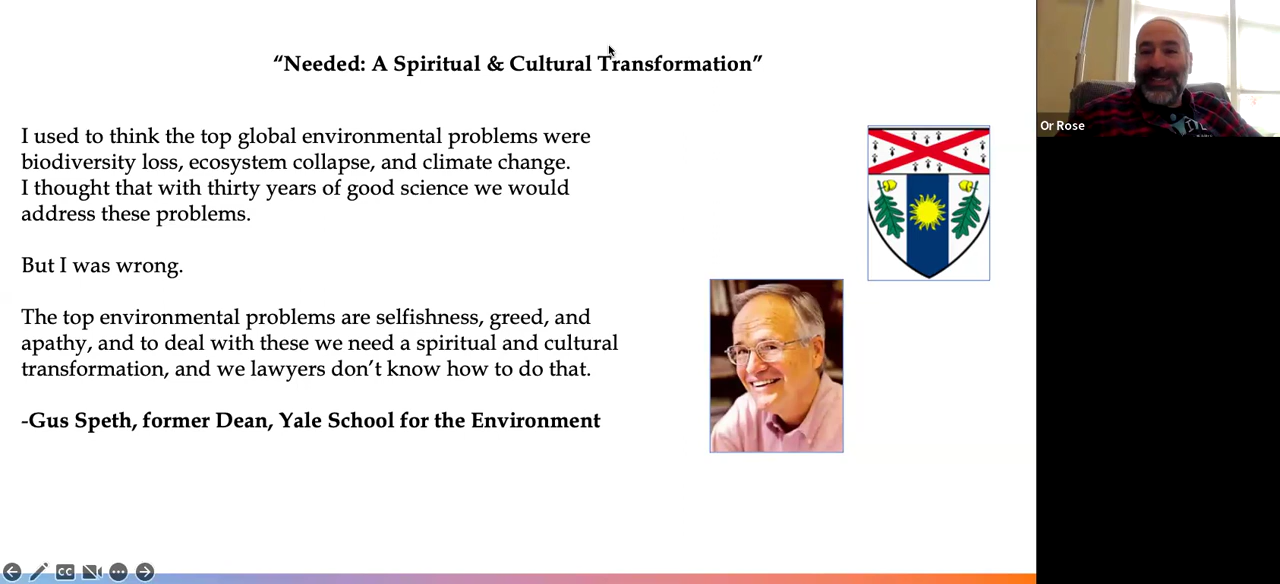 “Needed: A Spiritual & Cultural Transformation”
I used to think the top global environmental problems were
biodiversity loss, ecosystem collapse, and climate change.
I thought that with thirty years of good science we would
address these problems.
But I was wrong.
The top environmental problems are selfishness, greed, and
apathy, and to deal with these we need a spiritual and cultural
transformation, and we lawyers don’t know how to do that.
-Gus Speth, former Dean, Yale School for the Environment
Or Rose
CC